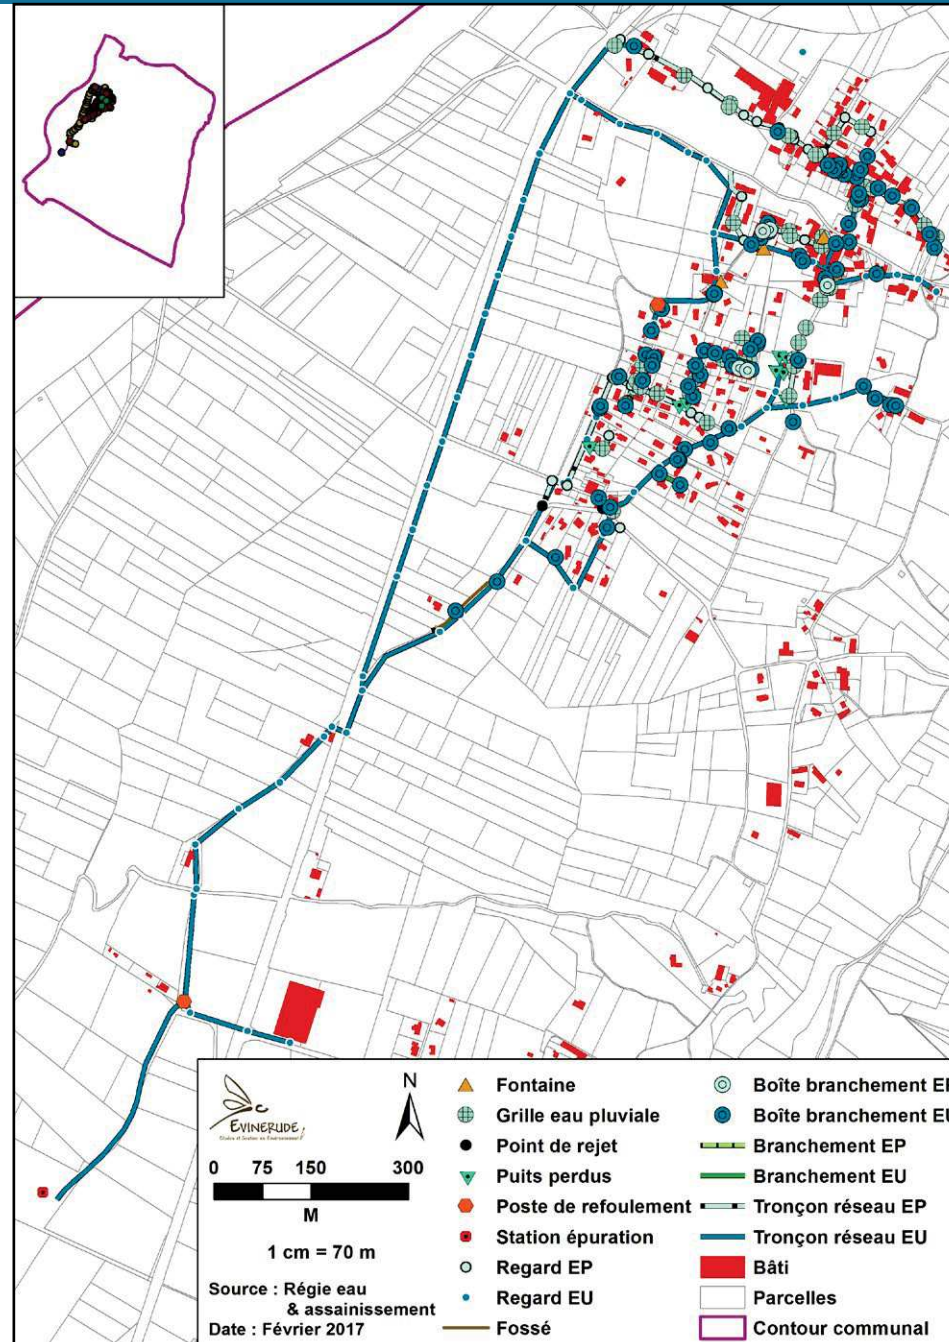 N
EVINERUDE
0 75 150 300
M
1 cm = 70 m
Source : Régie eau
& assainissement
Date : Février 2017
Fontaine
Grille eau pluviale
Point de rejet
Puits perdus
Poste de refoulement
Station épuration
Regard EP
Regard EU
Fossé
Boîte branchement EP
Boîte branchement EU
Branchement EP
Branchement EU
Tronçon réseau EP
Tronçon réseau EU
Bâti
Parcelles
Contour communal